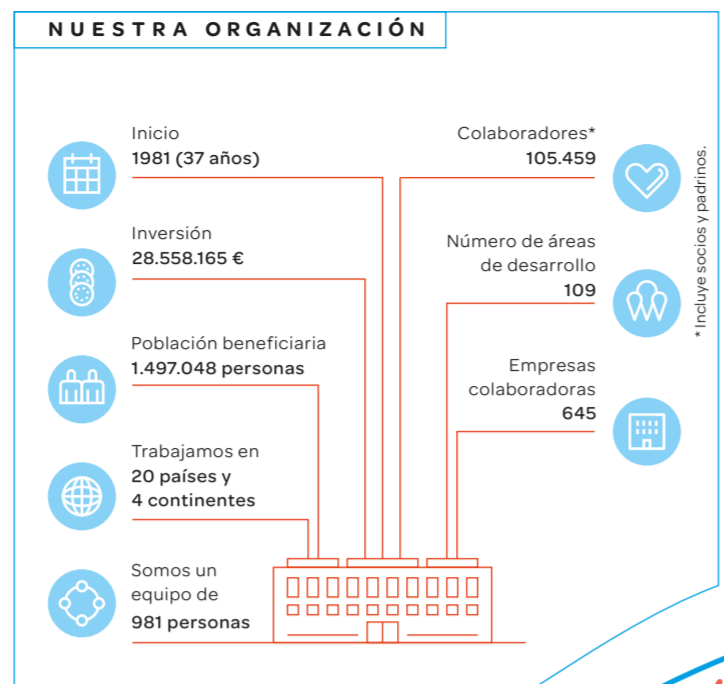 NUESTRA ORGANIZACIÓN
Inicio
1981 (37 años)
Inversión
28.558.165 €
Población beneficiaria
1.497.048 personas
Trabajamos en
20 países y
4 continentes
Somos un
equipo de
981 personas
Colaboradores*
105.459
Número de áreas
de desarrollo
109
Empresas
colaboradoras
645
* Incluye socios y padrinos.